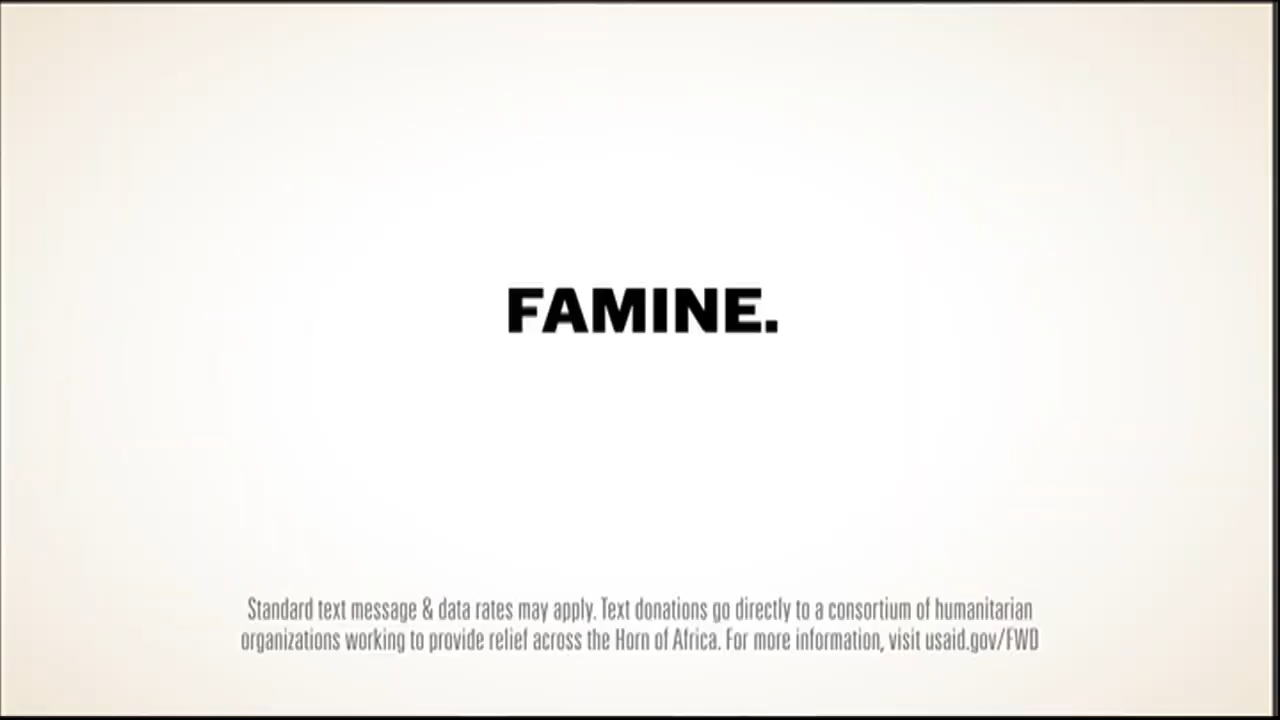 FAMINE.
Standard text message & data rates may apply. Text donations go directly to a consortium of humanitarian
organizations working to provide relief across the Horn of Africa. For more information, visit usaid.gov/FWD